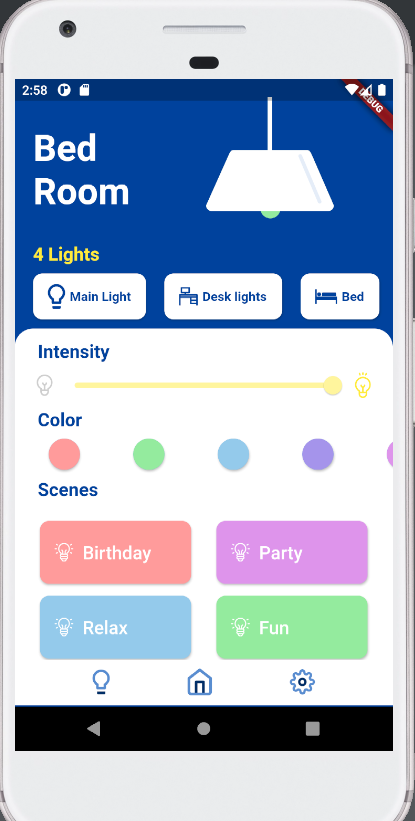 2:58
DEBUG
Bed
Room
4 Lights
Main Light Desk lights Bed
Intensity
Color
Scenes
Birthday Party
Relax Fun